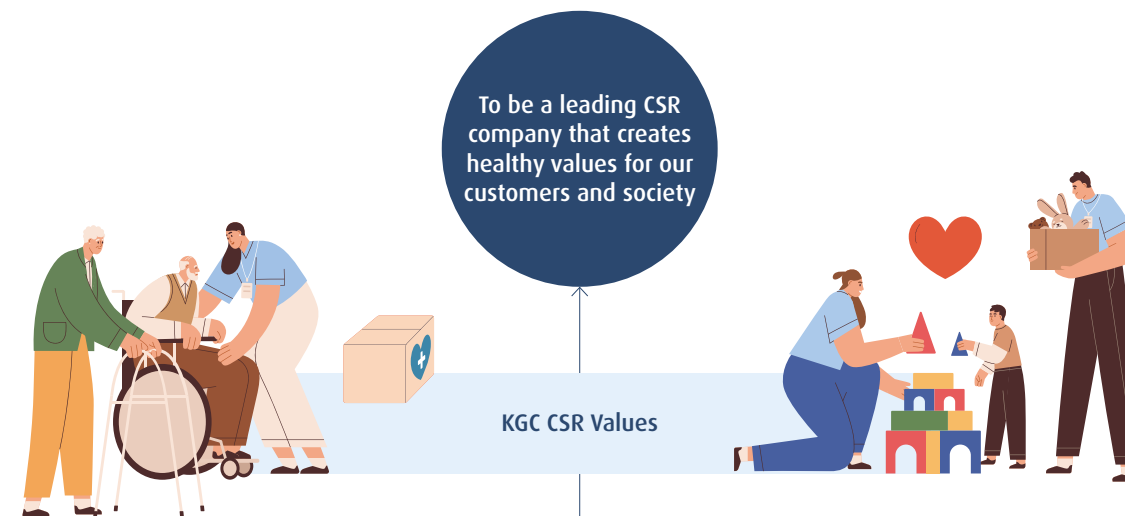 To be a leading CSR
company that creates
healthy values for our
customers and society
KGC CSR Values